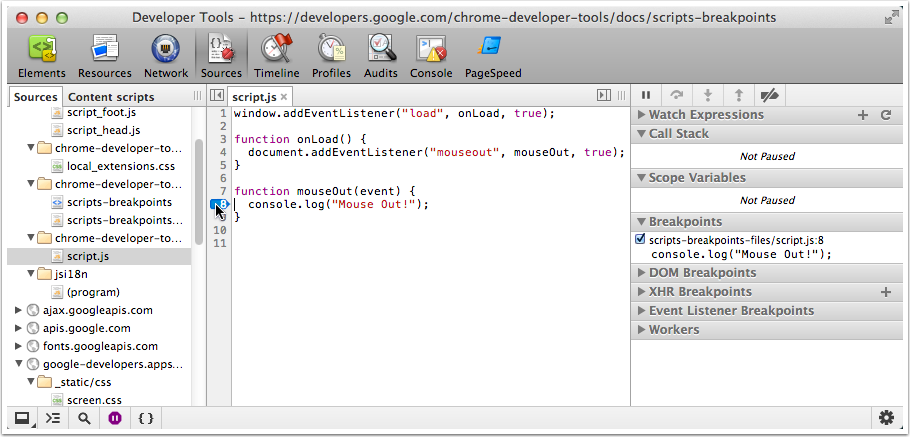 Developer Tools - https://developers.google.com/chrome-developer-tools/docs/scripts-breakpoints
Elements Resources Network Sources Timeline Profiles Audits Console PageSpeed
Sources Content scripts
script_foot.js
script_head.js
chrome-developer-to...
local_extensions.css
chrome-developer-to...
scripts-breakpoints
scripts-breakpoints...
chrome-developer-to...
script.js
jsi18n
(program)
ajax.googleapis.com
apis.google.com
fonts.googleapis.com
google-developers.apps...
_static/css
screen.css
script.js ×
1 window.addEventListener("load", onLoad, true);
2
3 function onLoad() {
4 document.addEventListener("mouseout", mouseOut, true);
5 }
6
7 function mouseOut(event) {
8 console.log("Mouse Out!");
9 }
10
11
Watch Expressions
Call Stack
Not Paused
Scope Variables
Not Paused
Breakpoints
scripts-breakpoints-files/script.js:8
console.log("Mouse Out!");
DOM Breakpoints
XHR Breakpoints
Event Listener Breakpoints
Workers
{ }